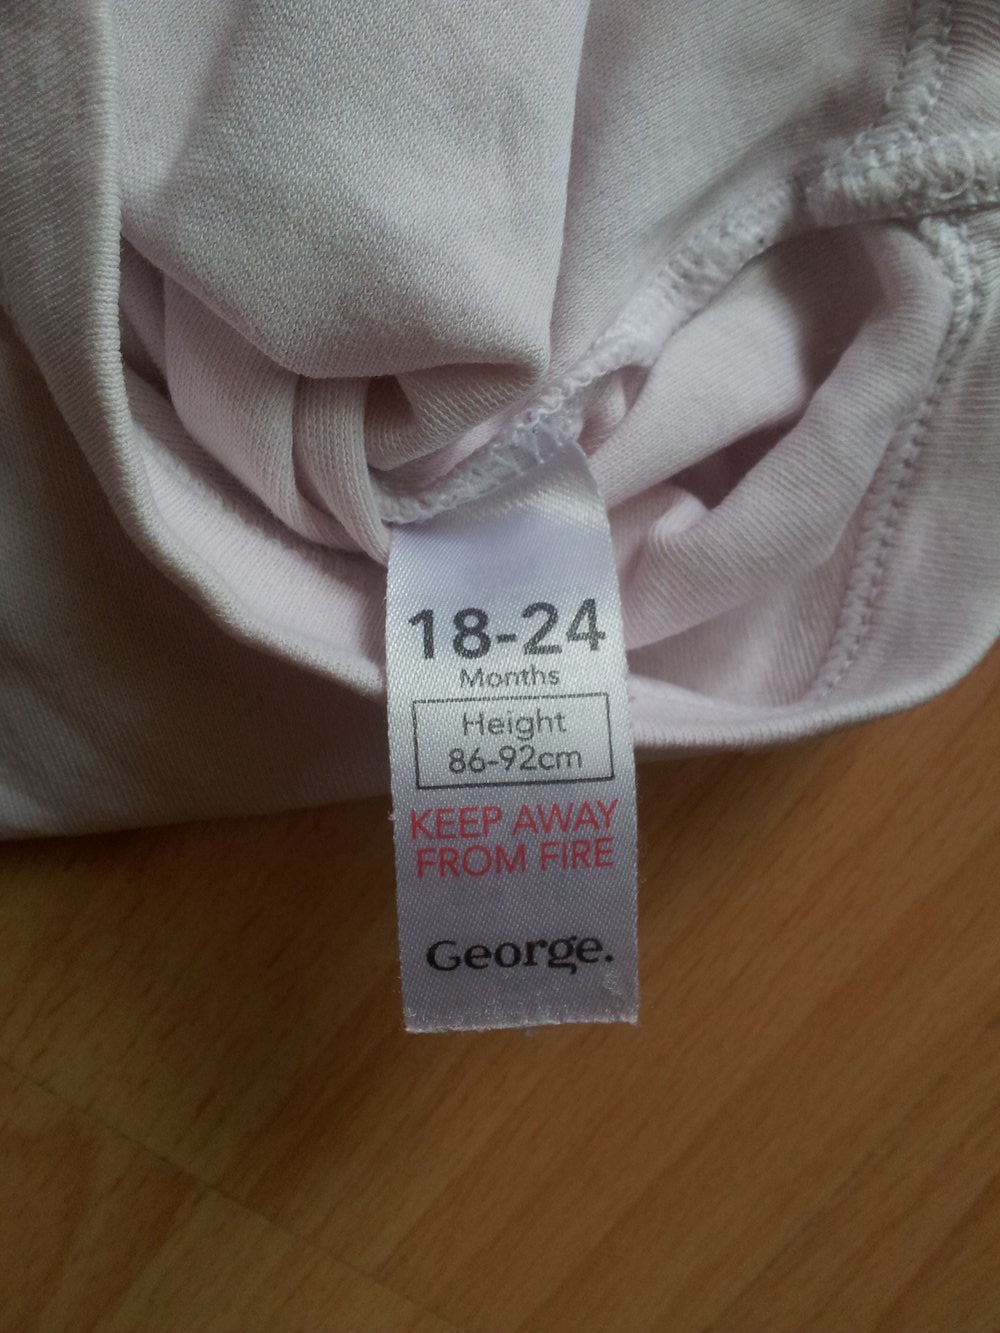 18-24
Months
Height
86-92cm
KEEP AWAY
FROM FIRE
George.